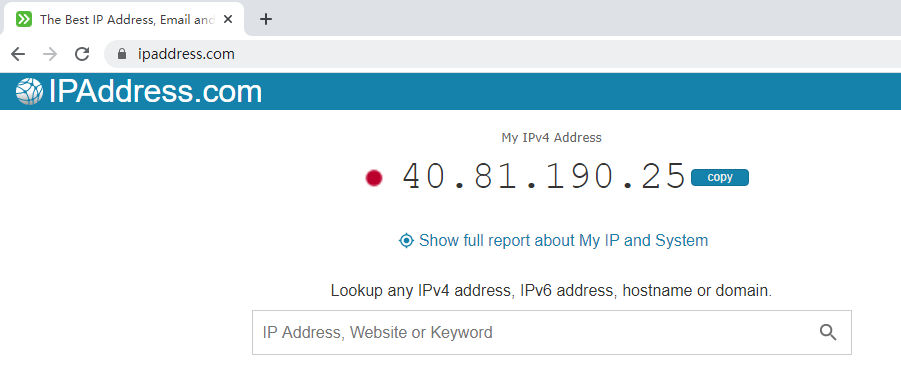 The Best IP Address, Email and
ipaddress.com
IPAddress.com
My IPv4 Address
40.81.190.25 copy
Show full report about My IP and System
Lookup any IPv4 address, IPv6 address, hostname or domain.
IP Address, Website or Keyword